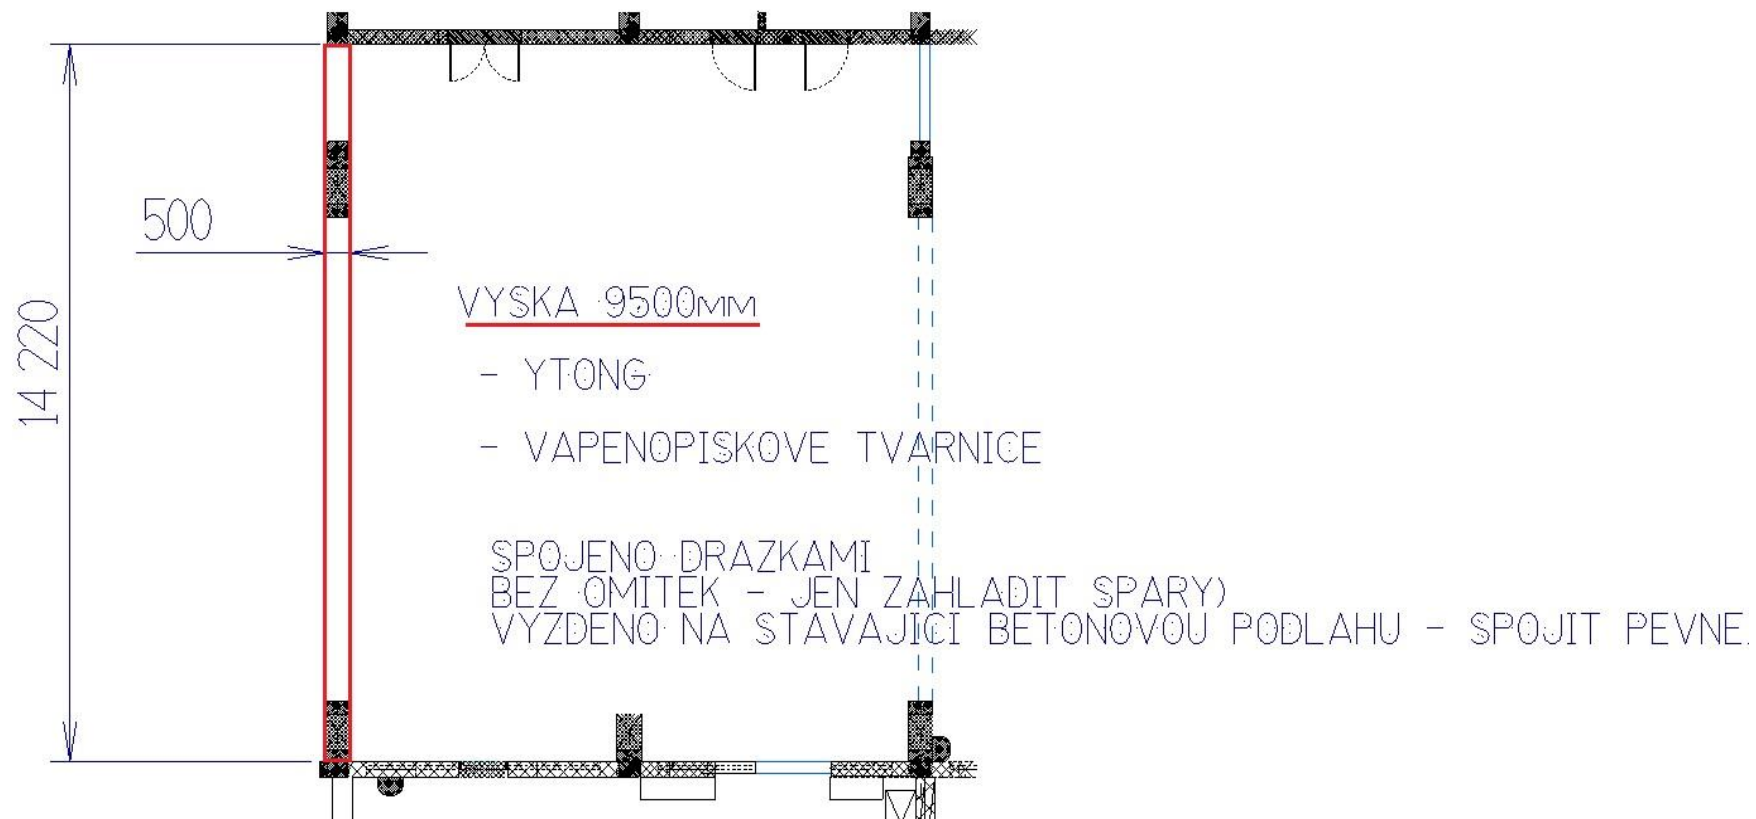 500
14 220
VYSKA 9500MM
- YTONG
- VAPENOPISKOVE TVARNICE
SPOJENO DRAZKAMI
BEZ OMITEK - JEN ZAHLADIT SPARY)
VYZDENO NA STAVAJICI BETONOVOU PODLAHU - SPOJIT PEVNE.